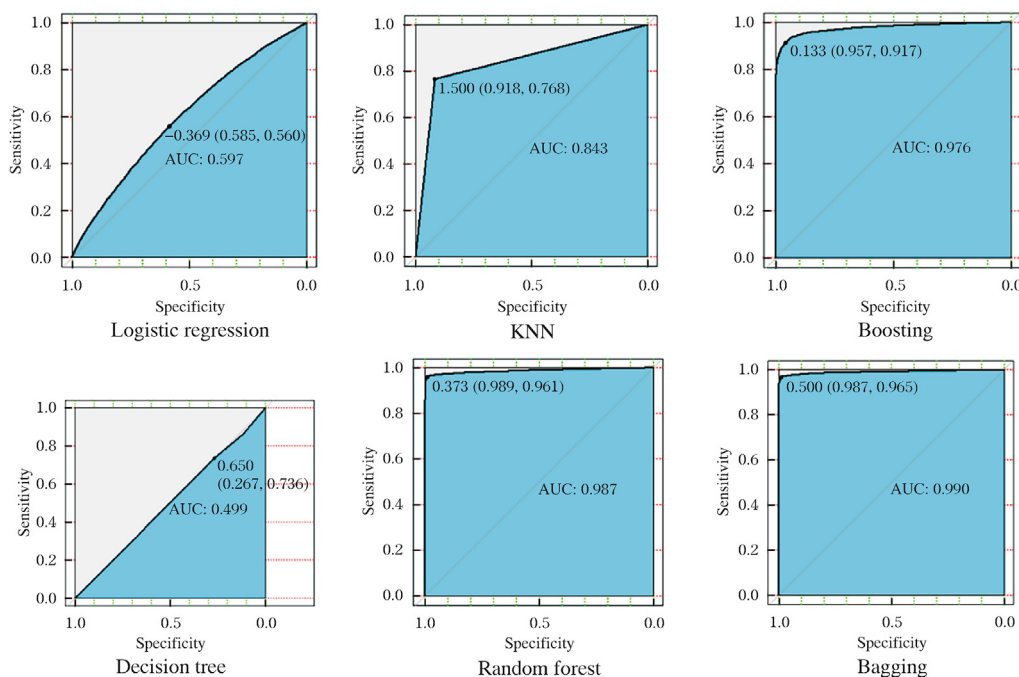 1.0
0.8
0.6
0.4
0.2
0.0
Sensitivity
−0.369 (0.585, 0.560)
AUC: 0.597
1.0
0.5
0.0
Specificity
Logistic regression
1.0
0.8
0.6
0.4
0.2
0.0
Sensitivity
1.500 (0.918, 0.768)
AUC: 0.843
1.0
0.5
0.0
Specificity
KNN
1.0
0.8
0.6
0.4
0.2
0.0
Sensitivity
0.133 (0.957, 0.917)
AUC: 0.976
1.0
0.5
0.0
Specificity
Boosting
1.0
0.8
0.6
0.4
0.2
0.0
Sensitivity
0.650
(0.267, 0.736)
AUC: 0.499
1.0
0.5
0.0
Specificity
Decision tree
1.0
0.8
0.6
0.4
0.2
0.0
Sensitivity
0.373 (0.989, 0.961)
AUC: 0.987
1.0
0.5
0.0
Specificity
Random forest
1.0
0.8
0.6
0.4
0.2
0.0
Sensitivity
0.500 (0.987, 0.965)
AUC: 0.990
1.0
0.5
0.0
Specificity
Bagging